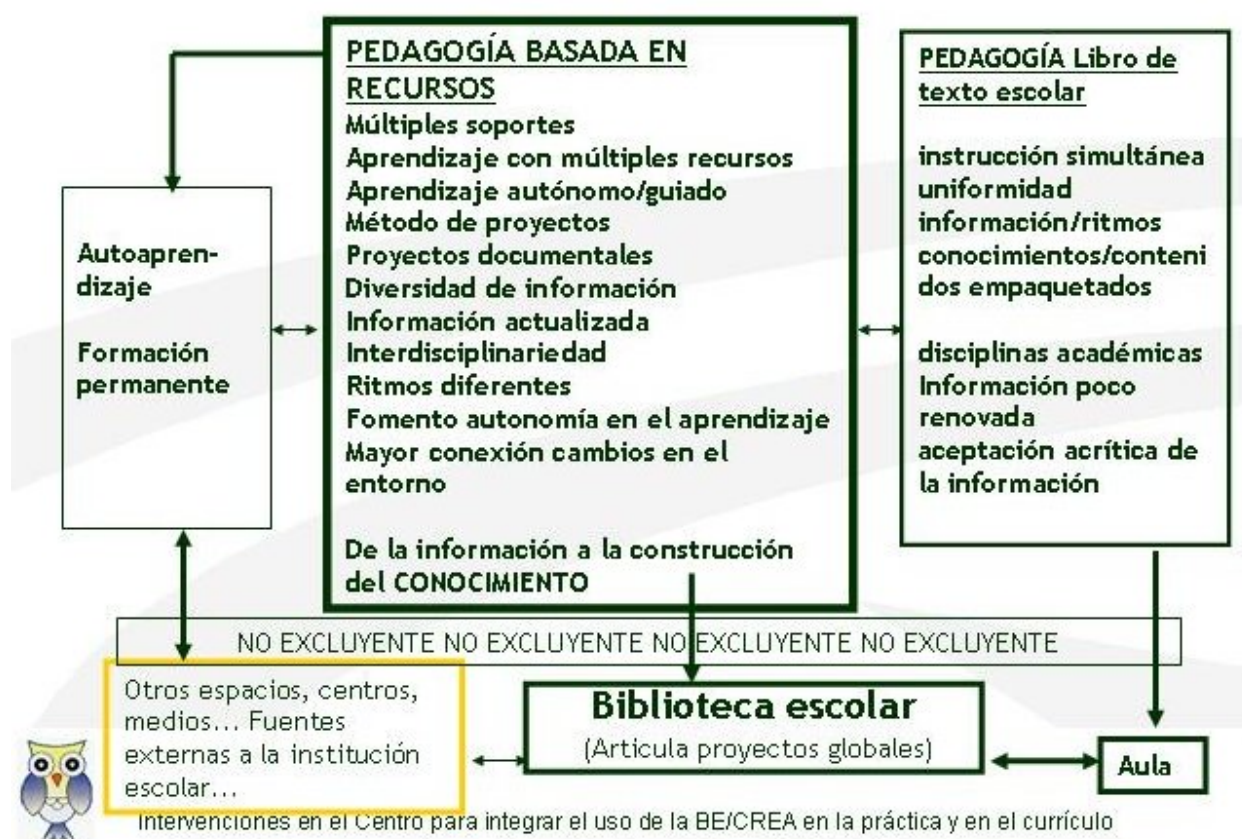 PEDAGOGÍA BASADA EN
RECURSOS
Múltiples soportes
Aprendizaje con múltiples recursos
Aprendizaje autónomo/guiado
Método de proyectos
Proyectos documentales
Diversidad de información
Información actualizada
Interdisciplinariedad
Ritmos diferentes
Fomento autonomía en el aprendizaje
Mayor conexión cambios en el
entorno
De la información a la construcción
del CONOCIMIENTO
PEDAGOGÍA Libro de
texto escolar
instrucción simultánea
uniformidad
información/ritmos
conocimientos/conteni
dos empaquetados
disciplinas académicas
Información poco
renovada
aceptación acrítica de
la información
Autoapren-
dizaje
Formación
permanente
NO EXCLUYENTE NO EXCLUYENTE NO EXCLUYENTE NO EXCLUYENTE
Otros espacios, centros,
medios... Fuentes
externas a la institución
escolar...
Biblioteca escolar
(Articula proyectos globales)
Aula
Intervenciones en el Centro para integrar el uso de la BE/CREA en la práctica y en el currículo